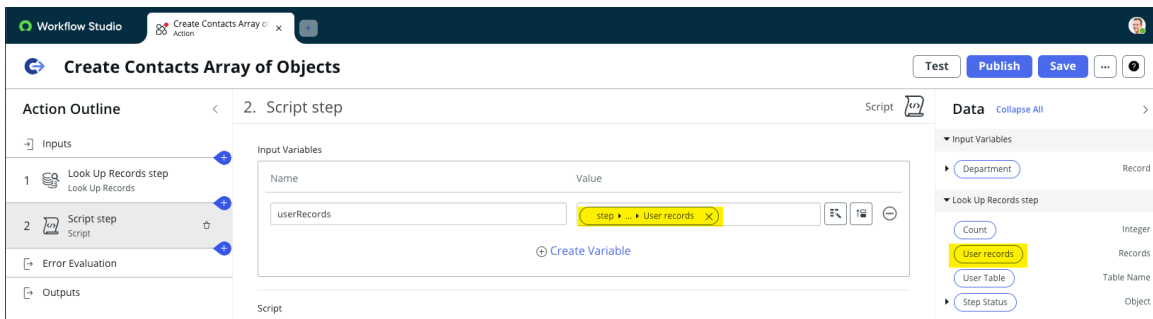 Workflow Studio
Create Contacts Array of
Action
Create Contacts Array of Objects
Test
Publish
Save
...
?
Action Outline
Inputs
1
Look Up Records step
Look Up Records
2
Script step
Script
Error Evaluation
Outputs
2. Script step
Script
Input Variables
Name
Value
userRecords
step ▸ ... ▸ User records
Create Variable
Script
Data
Collapse All
Input Variables
Department
Record
Look Up Records step
Count
Integer
User records
Records
User Table
Table Name
Step Status
Object